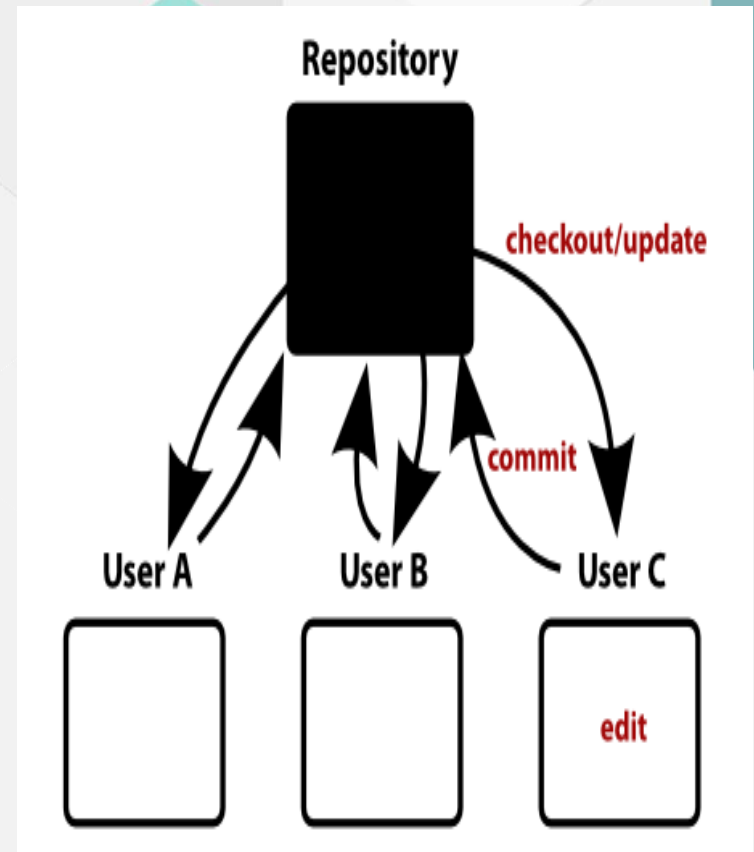 Repository
checkout/update
commit
User A
User B
User C
edit